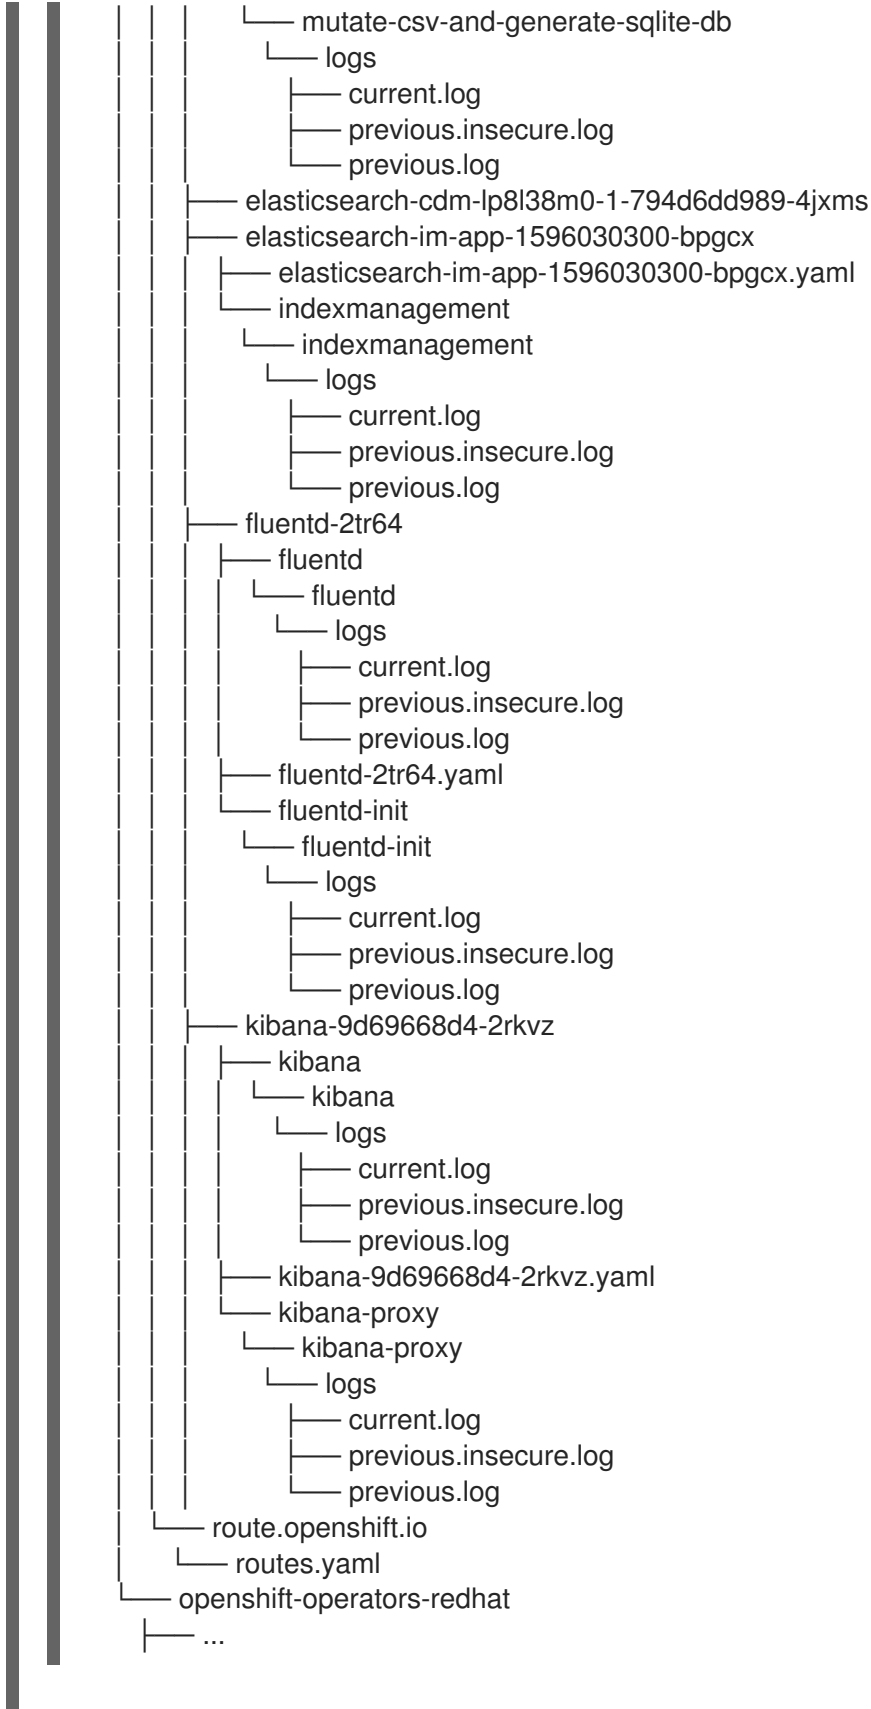 │ │ │ └── mutate-csv-and-generate-sqlite-db
│ │ │ └── logs
│ │ │ ├── current.log
│ │ │ ├── previous.insecure.log
│ │ │ └── previous.log
│ │ ├── elasticsearch-cdm-lp8l38m0-1-794d6dd989-4jxms
│ │ ├── elasticsearch-im-app-1596030300-bpgcx
│ │ │ ├── elasticsearch-im-app-1596030300-bpgcx.yaml
│ │ │ └── indexmanagement
│ │ │ └── indexmanagement
│ │ │ └── logs
│ │ │ ├── current.log
│ │ │ ├── previous.insecure.log
│ │ │ └── previous.log
│ │ ├── fluentd-2tr64
│ │ │ ├── fluentd
│ │ │ │ └── fluentd
│ │ │ │ └── logs
│ │ │ │ ├── current.log
│ │ │ │ ├── previous.insecure.log
│ │ │ │ └── previous.log
│ │ │ ├── fluentd-2tr64.yaml
│ │ │ └── fluentd-init
│ │ │ └── fluentd-init
│ │ │ └── logs
│ │ │ ├── current.log
│ │ │ ├── previous.insecure.log
│ │ │ └── previous.log
│ │ ├── kibana-9d69668d4-2rkvz
│ │ │ ├── kibana
│ │ │ │ └── kibana
│ │ │ │ └── logs
│ │ │ │ ├── current.log
│ │ │ │ ├── previous.insecure.log
│ │ │ │ └── previous.log
│ │ │ ├── kibana-9d69668d4-2rkvz.yaml
│ │ │ └── kibana-proxy
│ │ │ └── kibana-proxy
│ │ │ └── logs
│ │ │ ├── current.log
│ │ │ ├── previous.insecure.log
│ │ │ └── previous.log
│ └── route.openshift.io
│ └── routes.yaml
└── openshift-operators-redhat
├── ...